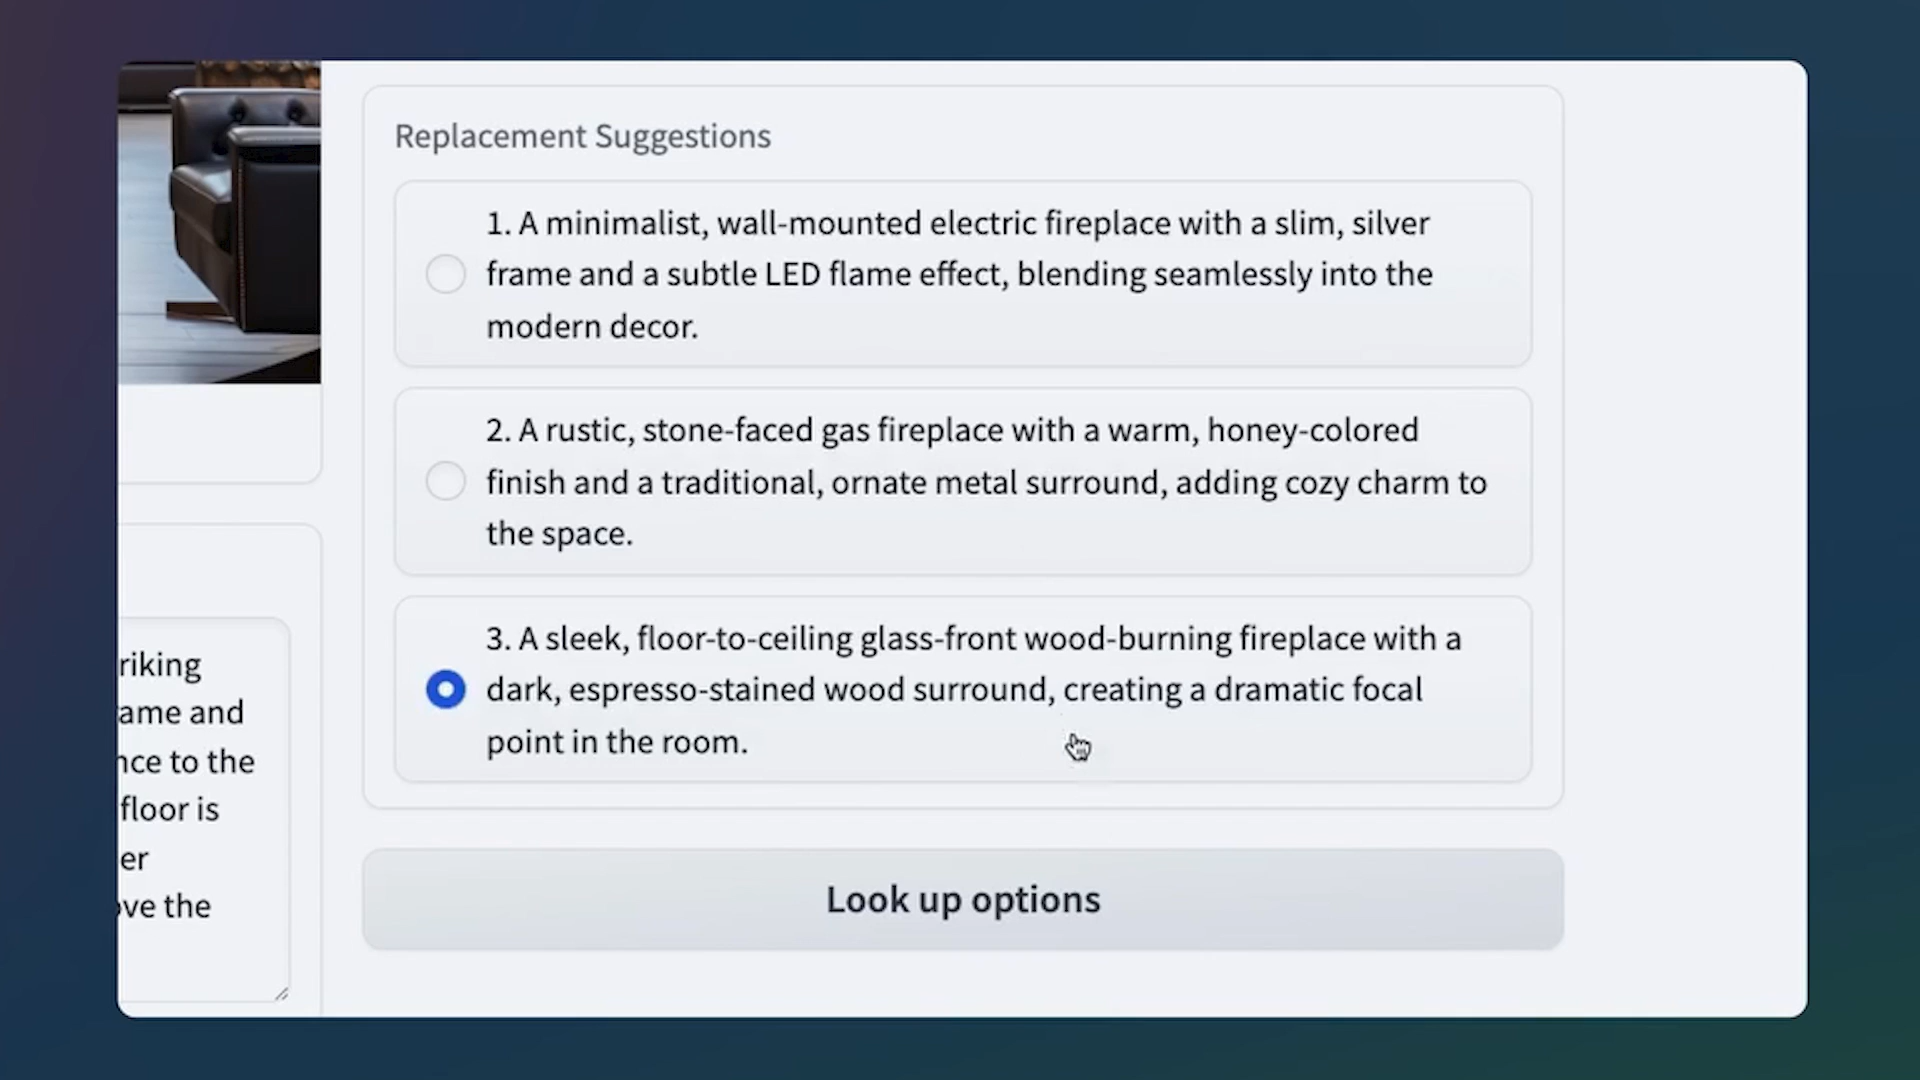 Replacement Suggestions
1. A minimalist, wall-mounted electric fireplace with a slim, silver
frame and a subtle LED flame effect, blending seamlessly into the
modern decor.
2. A rustic, stone-faced gas fireplace with a warm, honey-colored
finish and a traditional, ornate metal surround, adding cozy charm to
the space.
3. A sleek, floor-to-ceiling glass-front wood-burning fireplace with a
dark, espresso-stained wood surround, creating a dramatic focal
point in the room.
Look up options
riking
ame and
nce to the
floor is
er
ove the